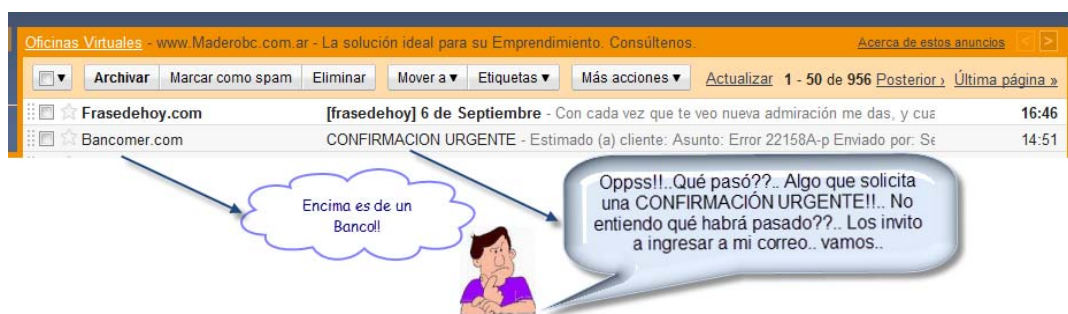 Oficinas Virtuales - www.Maderobc.com.ar - La solución ideal para su Emprendimiento. Consúltenos. Acerca de estos anuncios < >
Archivar Marcar como spam Eliminar Mover a ▼ Etiquetas ▼ Más acciones ▼ Actualizar 1 - 50 de 956 Posterior › Última página »
Frasedehoy.com [frasedehoy] 6 de Septiembre - Con cada vez que te veo nueva admiración me das, y cua 16:46
Bancomer.com CONFIRMACION URGENTE - Estimado (a) cliente: Asunto: Error 22158A-p Enviado por: Se 14:51
Encima es de un
Banco!!
Oppss!!..Qué pasó??.. Algo que solicita
una CONFIRMACIÓN URGENTE!!.. No
entiendo qué habrá pasado??.. Los invito
a ingresar a mi correo.. vamos..